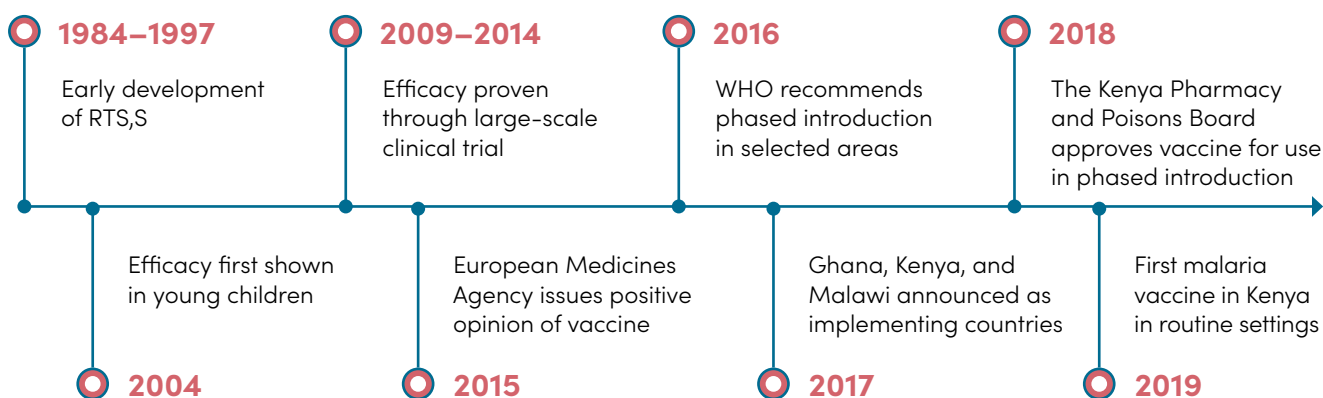 1984–1997
Early development
of RTS,S
2004
Efficacy first shown
in young children
2009–2014
Efficacy proven
through large-scale
clinical trial
2015
European Medicines
Agency issues positive
opinion of vaccine
2016
WHO recommends
phased introduction
in selected areas
2017
Ghana, Kenya, and
Malawi announced as
implementing countries
2018
The Kenya Pharmacy
and Poisons Board
approves vaccine for use
in phased introduction
2019
First malaria
vaccine in Kenya
in routine settings